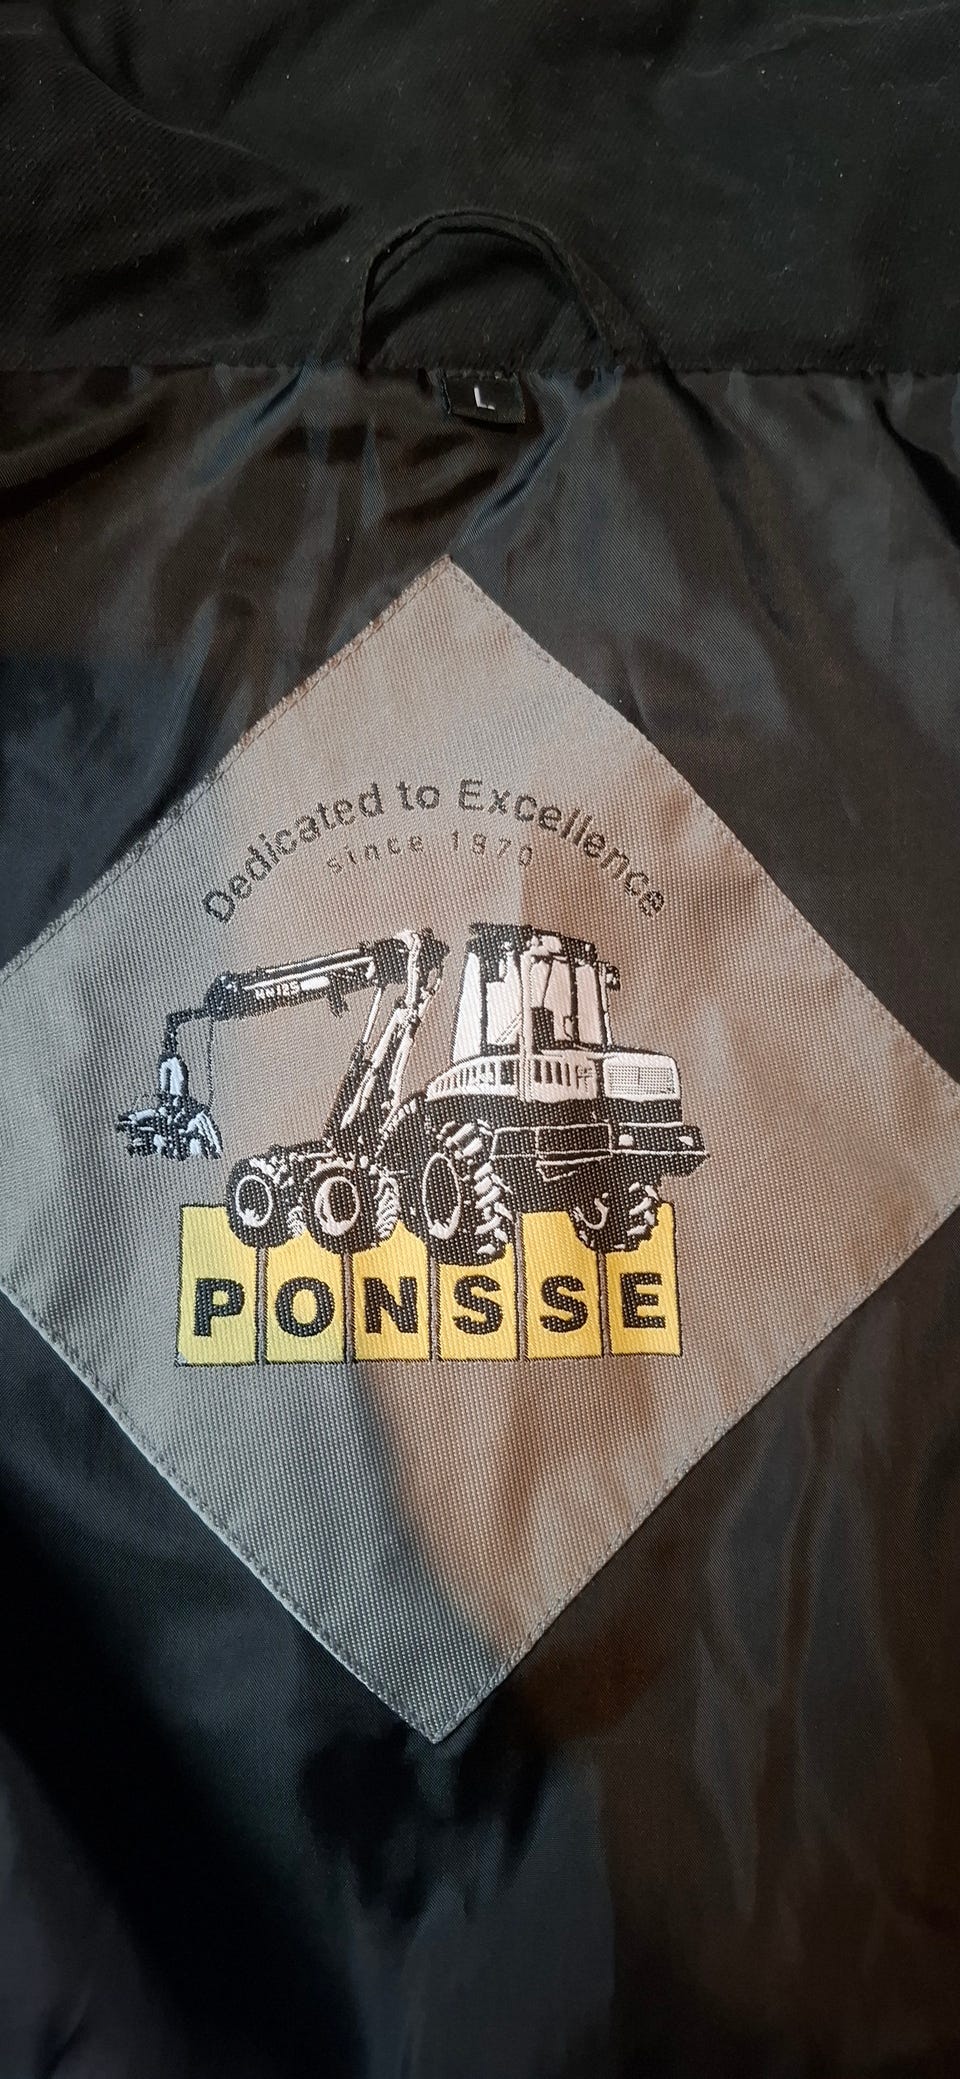 L
Dedicated to Excellence
since 1970
PONSSE